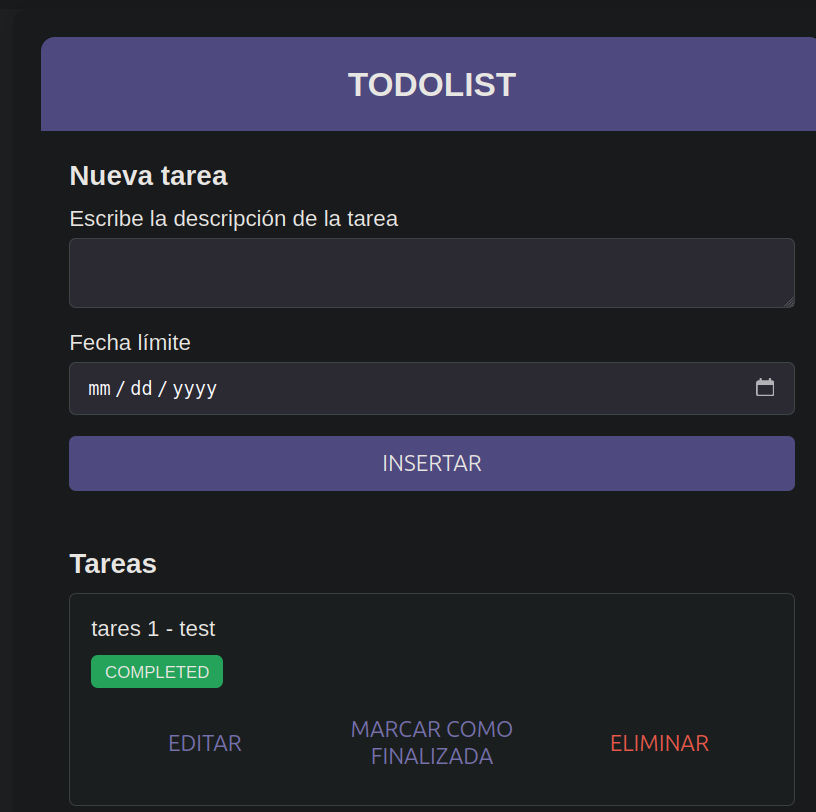 TODOLIST
Nueva tarea
Escribe la descripción de la tarea
Fecha límite
mm / dd / yyyy
INSERTAR
Tareas
tares 1 - test
COMPLETED
EDITAR
MARCAR COMO
FINALIZADA
ELIMINAR